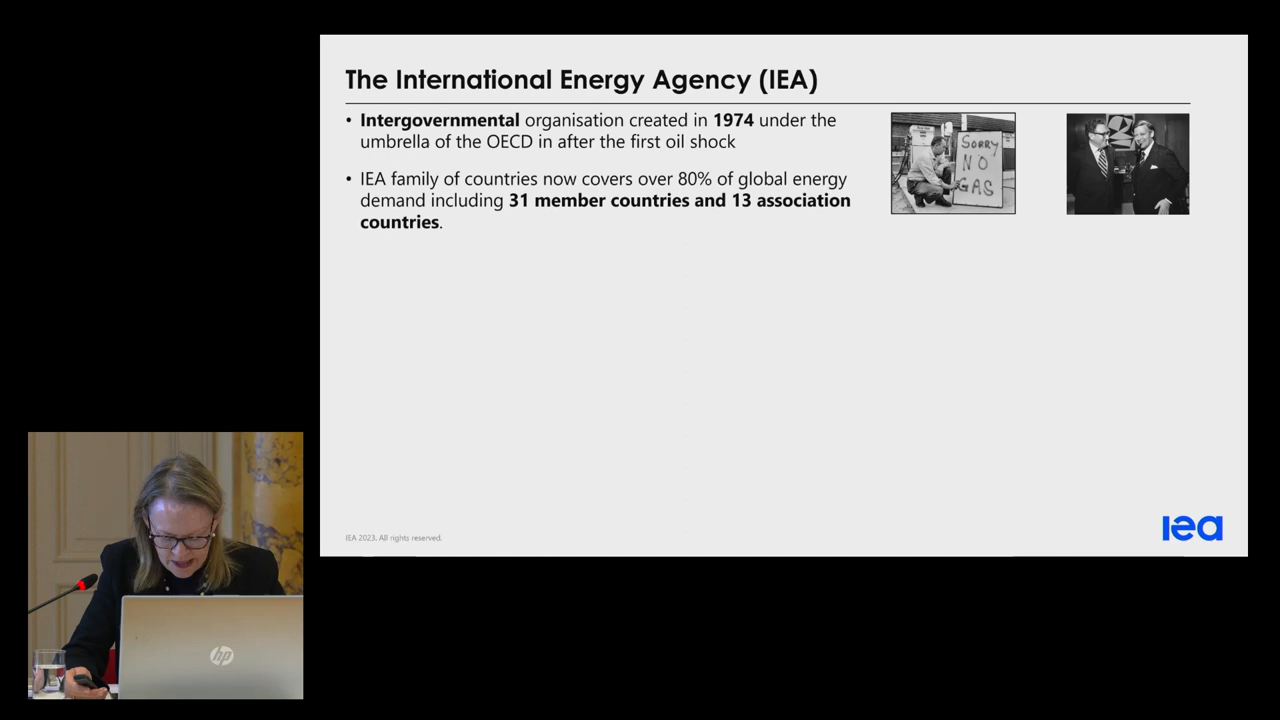 The International Energy Agency (IEA)
• Intergovernmental organisation created in 1974 under the
umbrella of the OECD in after the first oil shock
• IEA family of countries now covers over 80% of global energy
demand including 31 member countries and 13 association
countries.
SORRY
NO
GAS
IEA 2023. All rights reserved.
iea
hp